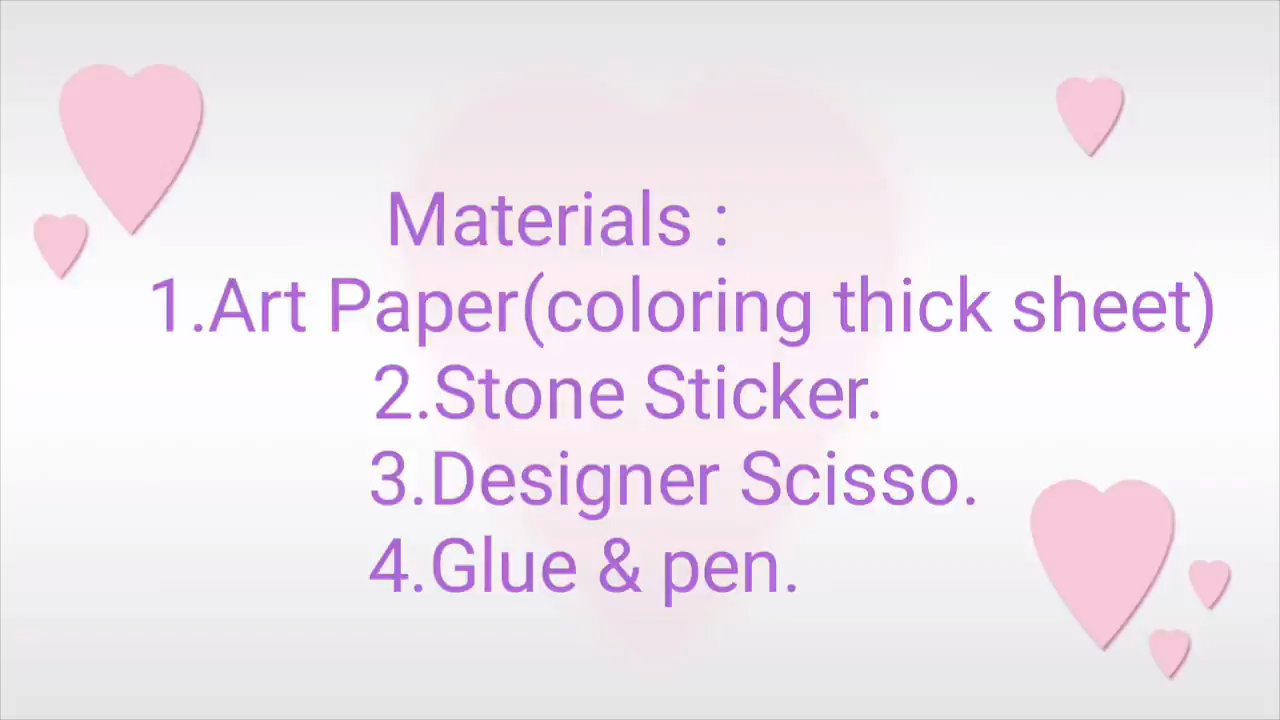 Materials :
1.Art Paper(coloring thick sheet)
2.Stone Sticker.
3.Designer Scisso.
4.Glue & pen.